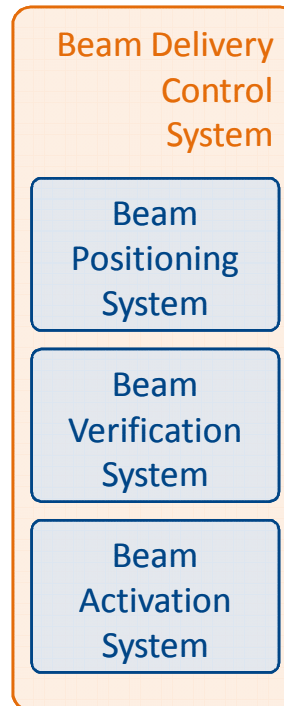 Beam Delivery
Control
System
Beam
Positioning
System
Beam
Verification
System
Beam
Activation
System